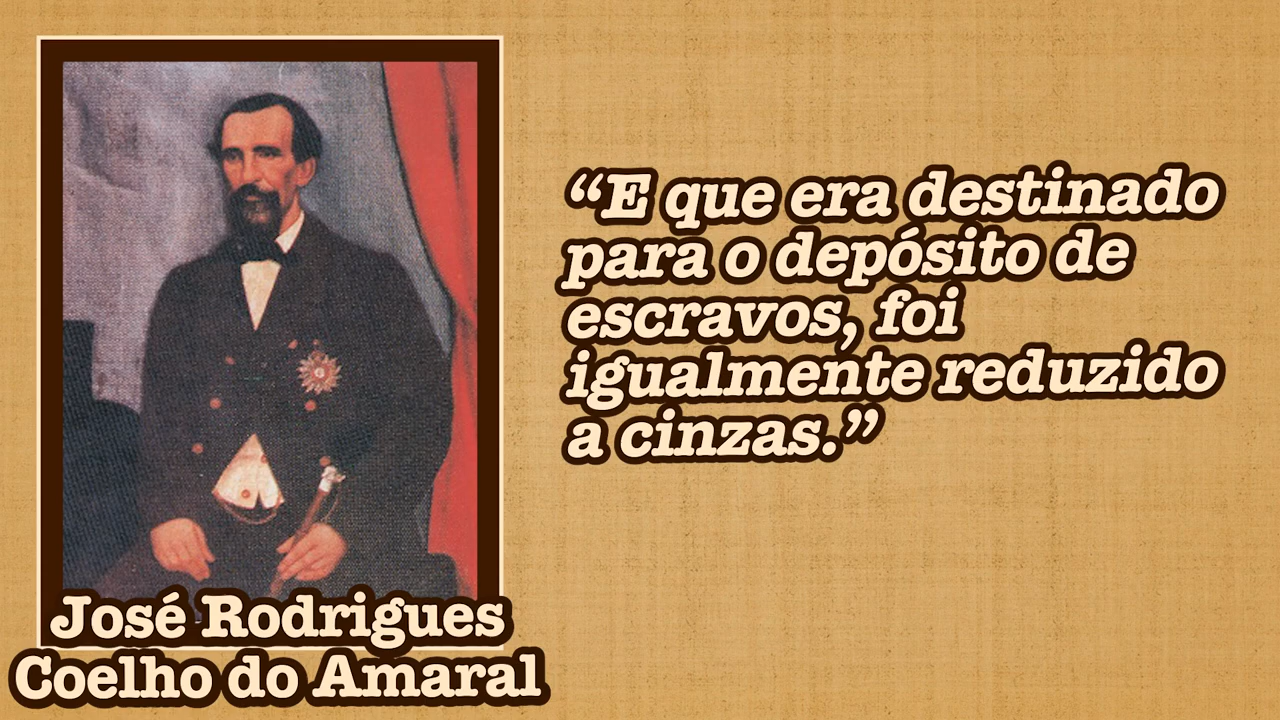 “E que era destinado
para o depósito de
escravos, foi
igualmente reduzido
a cinzas.”
José Rodrigues
Coelho do Amaral